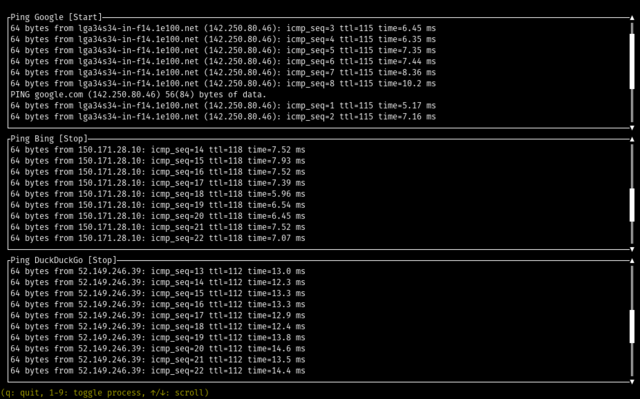 Ping Google [Start]
64 bytes from lga34s34-in-f14.1e100.net (142.250.80.46): icmp_seq=3 ttl=115 time=6.45 ms
64 bytes from lga34s34-in-f14.1e100.net (142.250.80.46): icmp_seq=4 ttl=115 time=6.35 ms
64 bytes from lga34s34-in-f14.1e100.net (142.250.80.46): icmp_seq=5 ttl=115 time=7.35 ms
64 bytes from lga34s34-in-f14.1e100.net (142.250.80.46): icmp_seq=6 ttl=115 time=7.44 ms
64 bytes from lga34s34-in-f14.1e100.net (142.250.80.46): icmp_seq=7 ttl=115 time=8.36 ms
64 bytes from lga34s34-in-f14.1e100.net (142.250.80.46): icmp_seq=8 ttl=115 time=10.2 ms
PING google.com (142.250.80.46) 56(84) bytes of data.
64 bytes from lga34s34-in-f14.1e100.net (142.250.80.46): icmp_seq=1 ttl=115 time=5.17 ms
64 bytes from lga34s34-in-f14.1e100.net (142.250.80.46): icmp_seq=2 ttl=115 time=7.16 ms
Ping Bing [Stop]
64 bytes from 150.171.28.10: icmp_seq=14 ttl=118 time=7.52 ms
64 bytes from 150.171.28.10: icmp_seq=15 ttl=118 time=7.93 ms
64 bytes from 150.171.28.10: icmp_seq=16 ttl=118 time=7.52 ms
64 bytes from 150.171.28.10: icmp_seq=17 ttl=118 time=7.39 ms
64 bytes from 150.171.28.10: icmp_seq=18 ttl=118 time=5.96 ms
64 bytes from 150.171.28.10: icmp_seq=19 ttl=118 time=6.54 ms
64 bytes from 150.171.28.10: icmp_seq=20 ttl=118 time=6.45 ms
64 bytes from 150.171.28.10: icmp_seq=21 ttl=118 time=7.52 ms
64 bytes from 150.171.28.10: icmp_seq=22 ttl=118 time=7.07 ms
Ping DuckDuckGo [Stop]
64 bytes from 52.149.246.39: icmp_seq=13 ttl=112 time=13.0 ms
64 bytes from 52.149.246.39: icmp_seq=14 ttl=112 time=12.3 ms
64 bytes from 52.149.246.39: icmp_seq=15 ttl=112 time=13.3 ms
64 bytes from 52.149.246.39: icmp_seq=16 ttl=112 time=13.3 ms
64 bytes from 52.149.246.39: icmp_seq=17 ttl=112 time=12.9 ms
64 bytes from 52.149.246.39: icmp_seq=18 ttl=112 time=12.4 ms
64 bytes from 52.149.246.39: icmp_seq=19 ttl=112 time=13.8 ms
64 bytes from 52.149.246.39: icmp_seq=20 ttl=112 time=14.6 ms
64 bytes from 52.149.246.39: icmp_seq=21 ttl=112 time=13.5 ms
64 bytes from 52.149.246.39: icmp_seq=22 ttl=112 time=14.4 ms
(q: quit, 1-9: toggle process, ↑/↓: scroll)